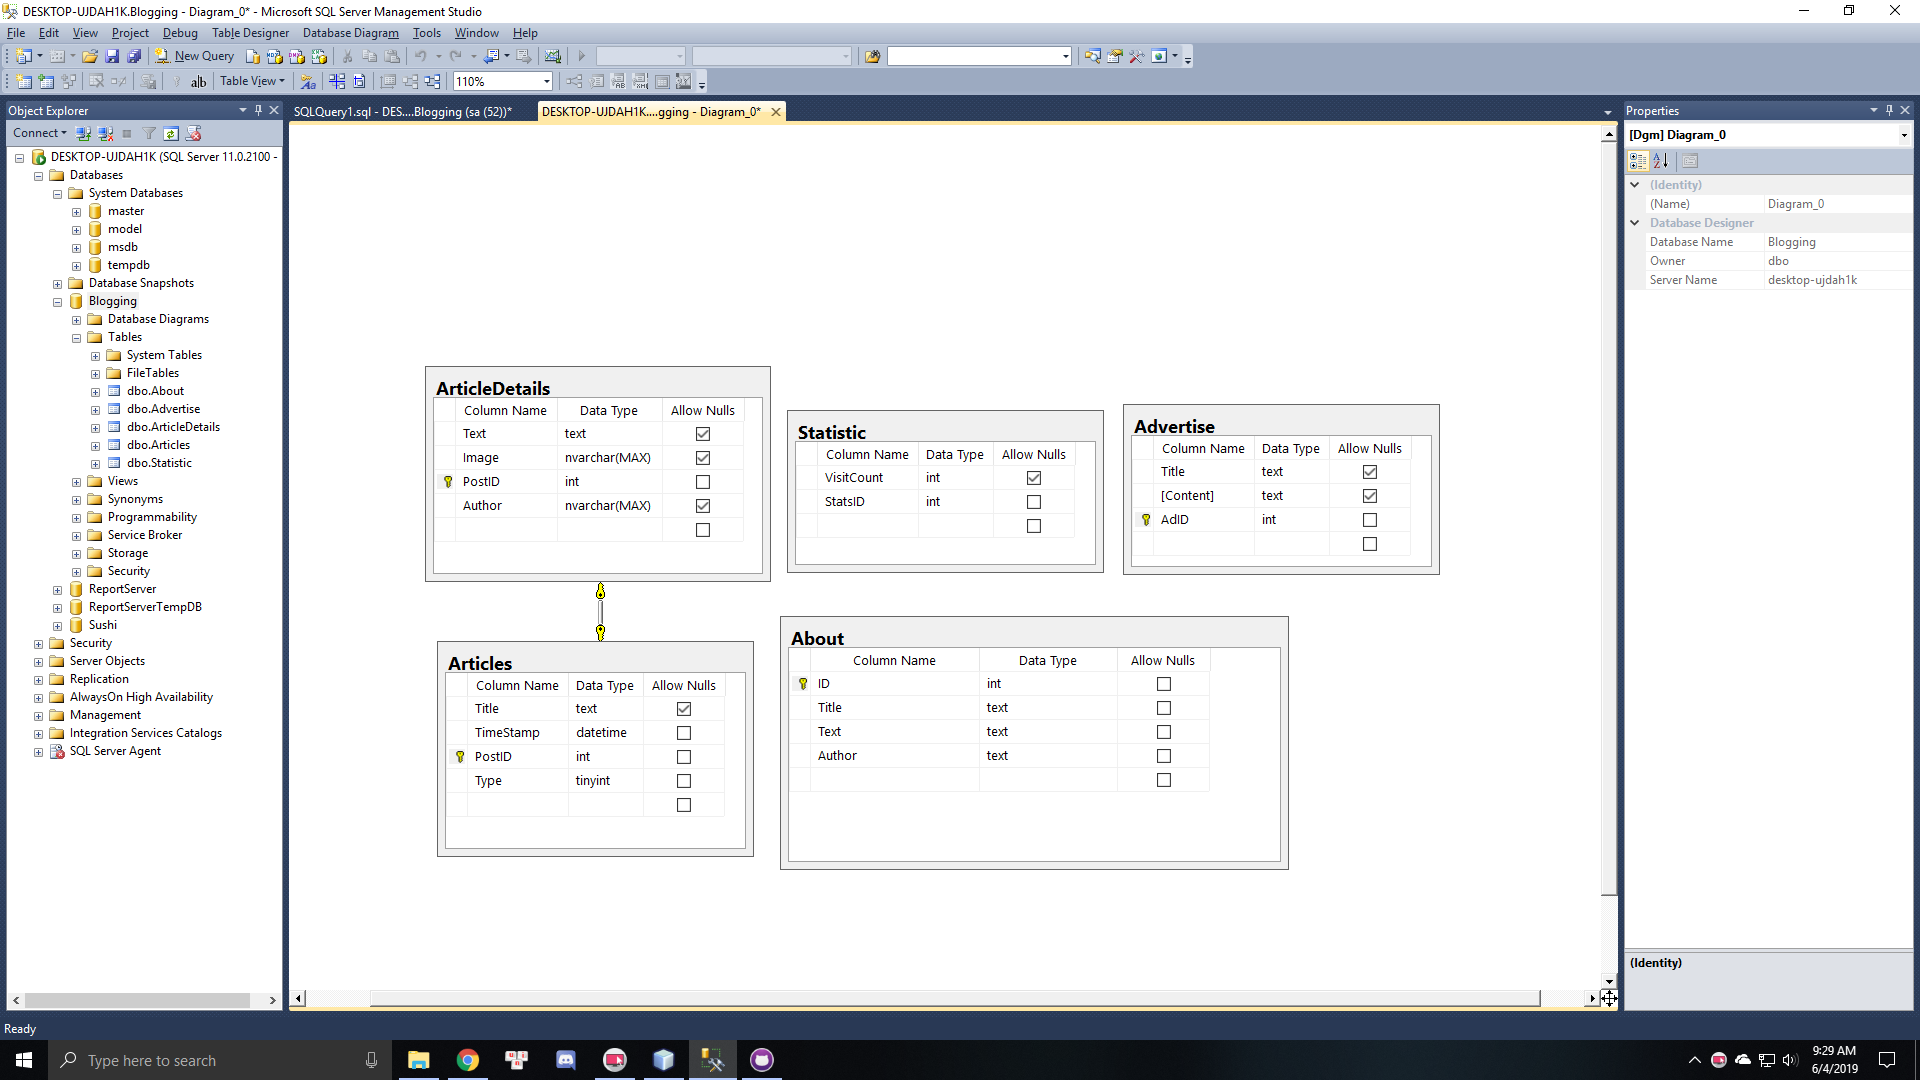 DESKTOP-UJDAH1K.Blogging - Diagram_0* - Microsoft SQL Server Management Studio
File Edit View Project Debug Table Designer Database Diagram Tools Window Help
New Query
Table View 110%
Object Explorer
Connect
DESKTOP-UJDAH1K (SQL Server 11.0.2100 -
Databases
System Databases
master
model
msdb
tempdb
Database Snapshots
Blogging
Database Diagrams
Tables
System Tables
FileTables
dbo.About
dbo.Advertise
dbo.ArticleDetails
dbo.Articles
dbo.Statistic
Views
Synonyms
Programmability
Service Broker
Storage
Security
ReportServer
ReportServerTempDB
Sushi
Security
Server Objects
Replication
AlwaysOn High Availability
Management
Integration Services Catalogs
SQL Server Agent
SQLQuery1.sql - DES....Blogging (sa (52))* DESKTOP-UJDAH1K....gging - Diagram_0*
ArticleDetails
Column Name Data Type Allow Nulls
Text text
Image nvarchar(MAX)
PostID int
Author nvarchar(MAX)
Statistic
Column Name Data Type Allow Nulls
VisitCount int
StatsID int
Advertise
Column Name Data Type Allow Nulls
Title text
[Content] text
AdID int
Articles
Column Name Data Type Allow Nulls
Title text
TimeStamp datetime
PostID int
Type tinyint
About
Column Name Data Type Allow Nulls
ID int
Title text
Text text
Author text
Properties
[Dgm] Diagram_0
(Identity)
(Name) Diagram_0
Database Designer
Database Name Blogging
Owner dbo
Server Name desktop-ujdah1k
(Identity)
Ready
Type here to search
9:29 AM
6/4/2019